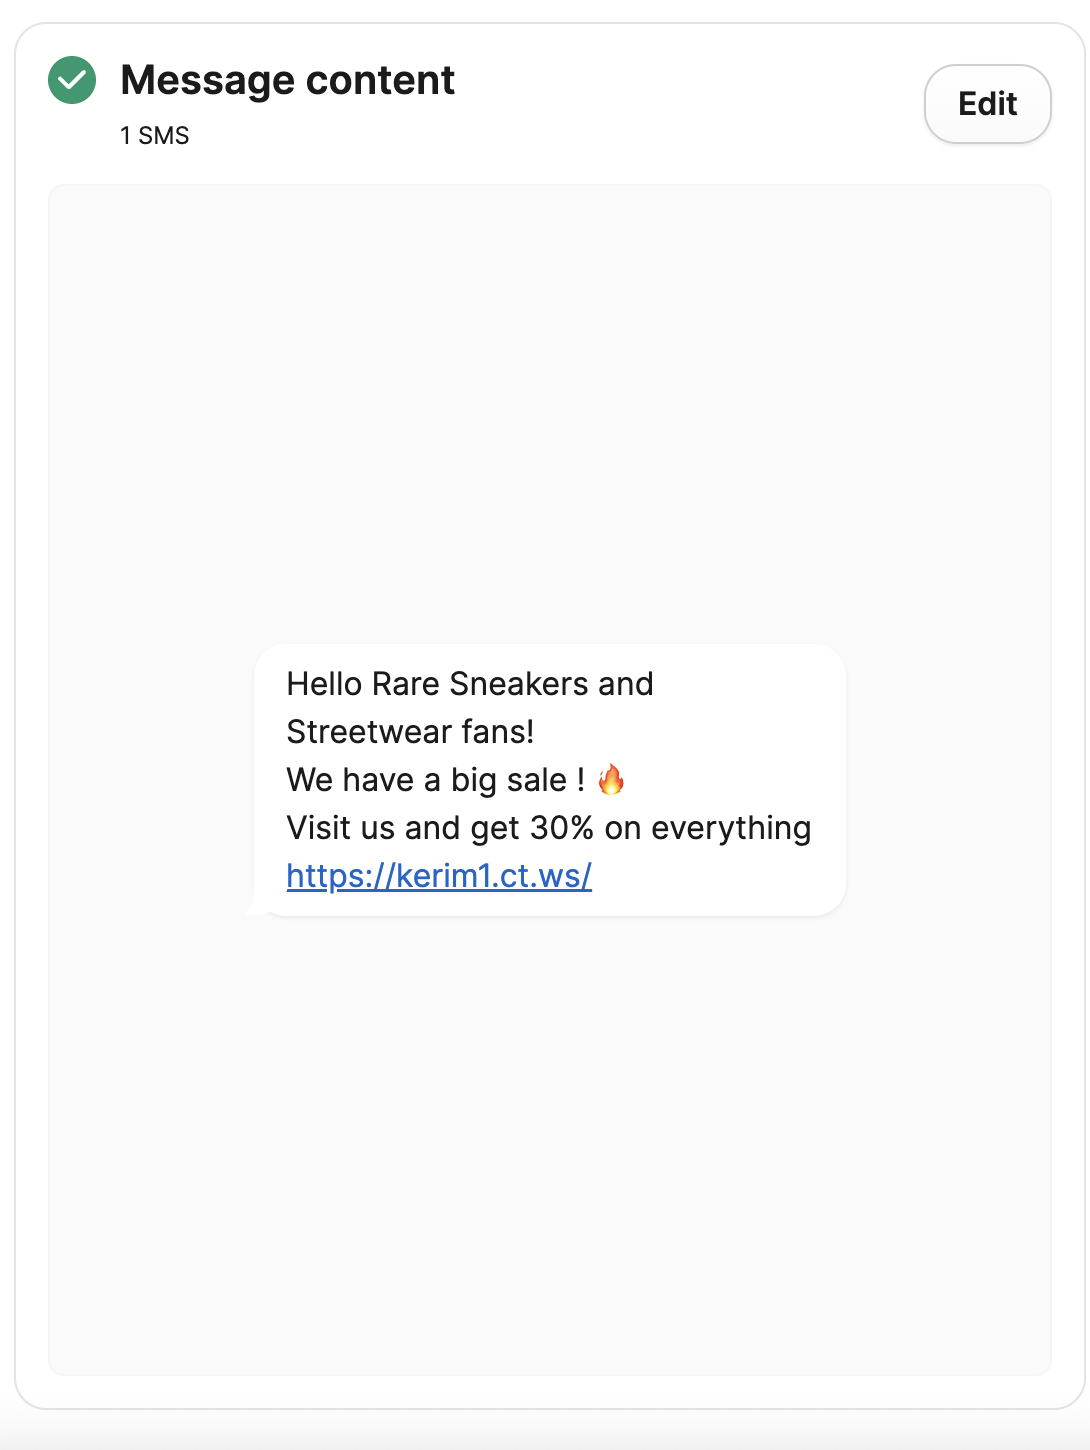 Message content
Edit
1 SMS
Hello Rare Sneakers and
Streetwear fans!
We have a big sale ! 🔥
Visit us and get 30% on everything
https://kerim1.ct.ws/